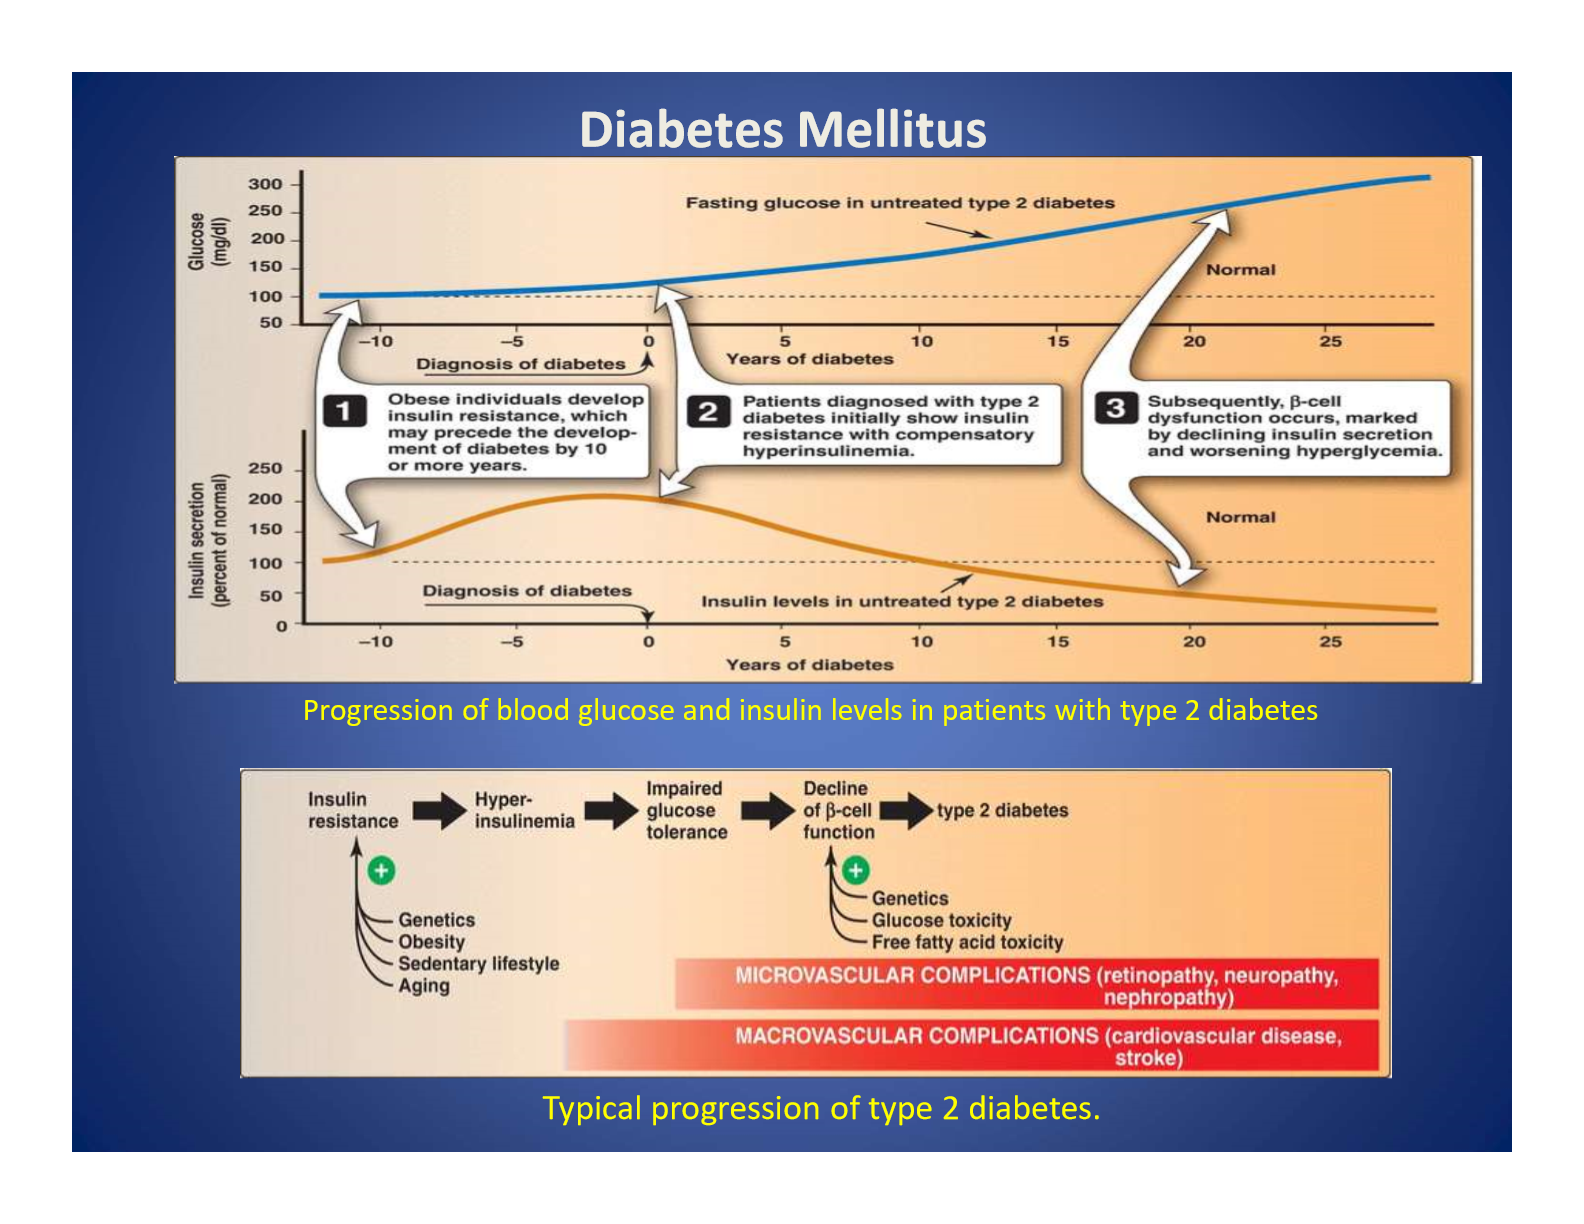 Diabetes Mellitus
Glucose
(mg/dl)
300
250
200
150
100
50
Fasting glucose in untreated type 2 diabetes
Normal
–10
–5
0
5
10
15
20
25
Diagnosis of diabetes
Years of diabetes
1
Obese individuals develop
insulin resistance, which
may precede the develop-
ment of diabetes by 10
or more years.
2
Patients diagnosed with type 2
diabetes initially show insulin
resistance with compensatory
hyperinsulinemia.
3
Subsequently, β-cell
dysfunction occurs, marked
by declining insulin secretion
and worsening hyperglycemia.
Insulin secretion
(percent of normal)
250
200
150
100
50
0
Normal
Diagnosis of diabetes
Insulin levels in untreated type 2 diabetes
–10
–5
0
5
10
15
20
25
Years of diabetes
Progression of blood glucose and insulin levels in patients with type 2 diabetes
Insulin
resistance
Hyper-
insulinemia
Impaired
glucose
tolerance
Decline
of β-cell
function
type 2 diabetes
+
Genetics
Obesity
Sedentary lifestyle
Aging
+
Genetics
Glucose toxicity
Free fatty acid toxicity
MICROVASCULAR COMPLICATIONS (retinopathy, neuropathy,
nephropathy)
MACROVASCULAR COMPLICATIONS (cardiovascular disease,
stroke)
Typical progression of type 2 diabetes.